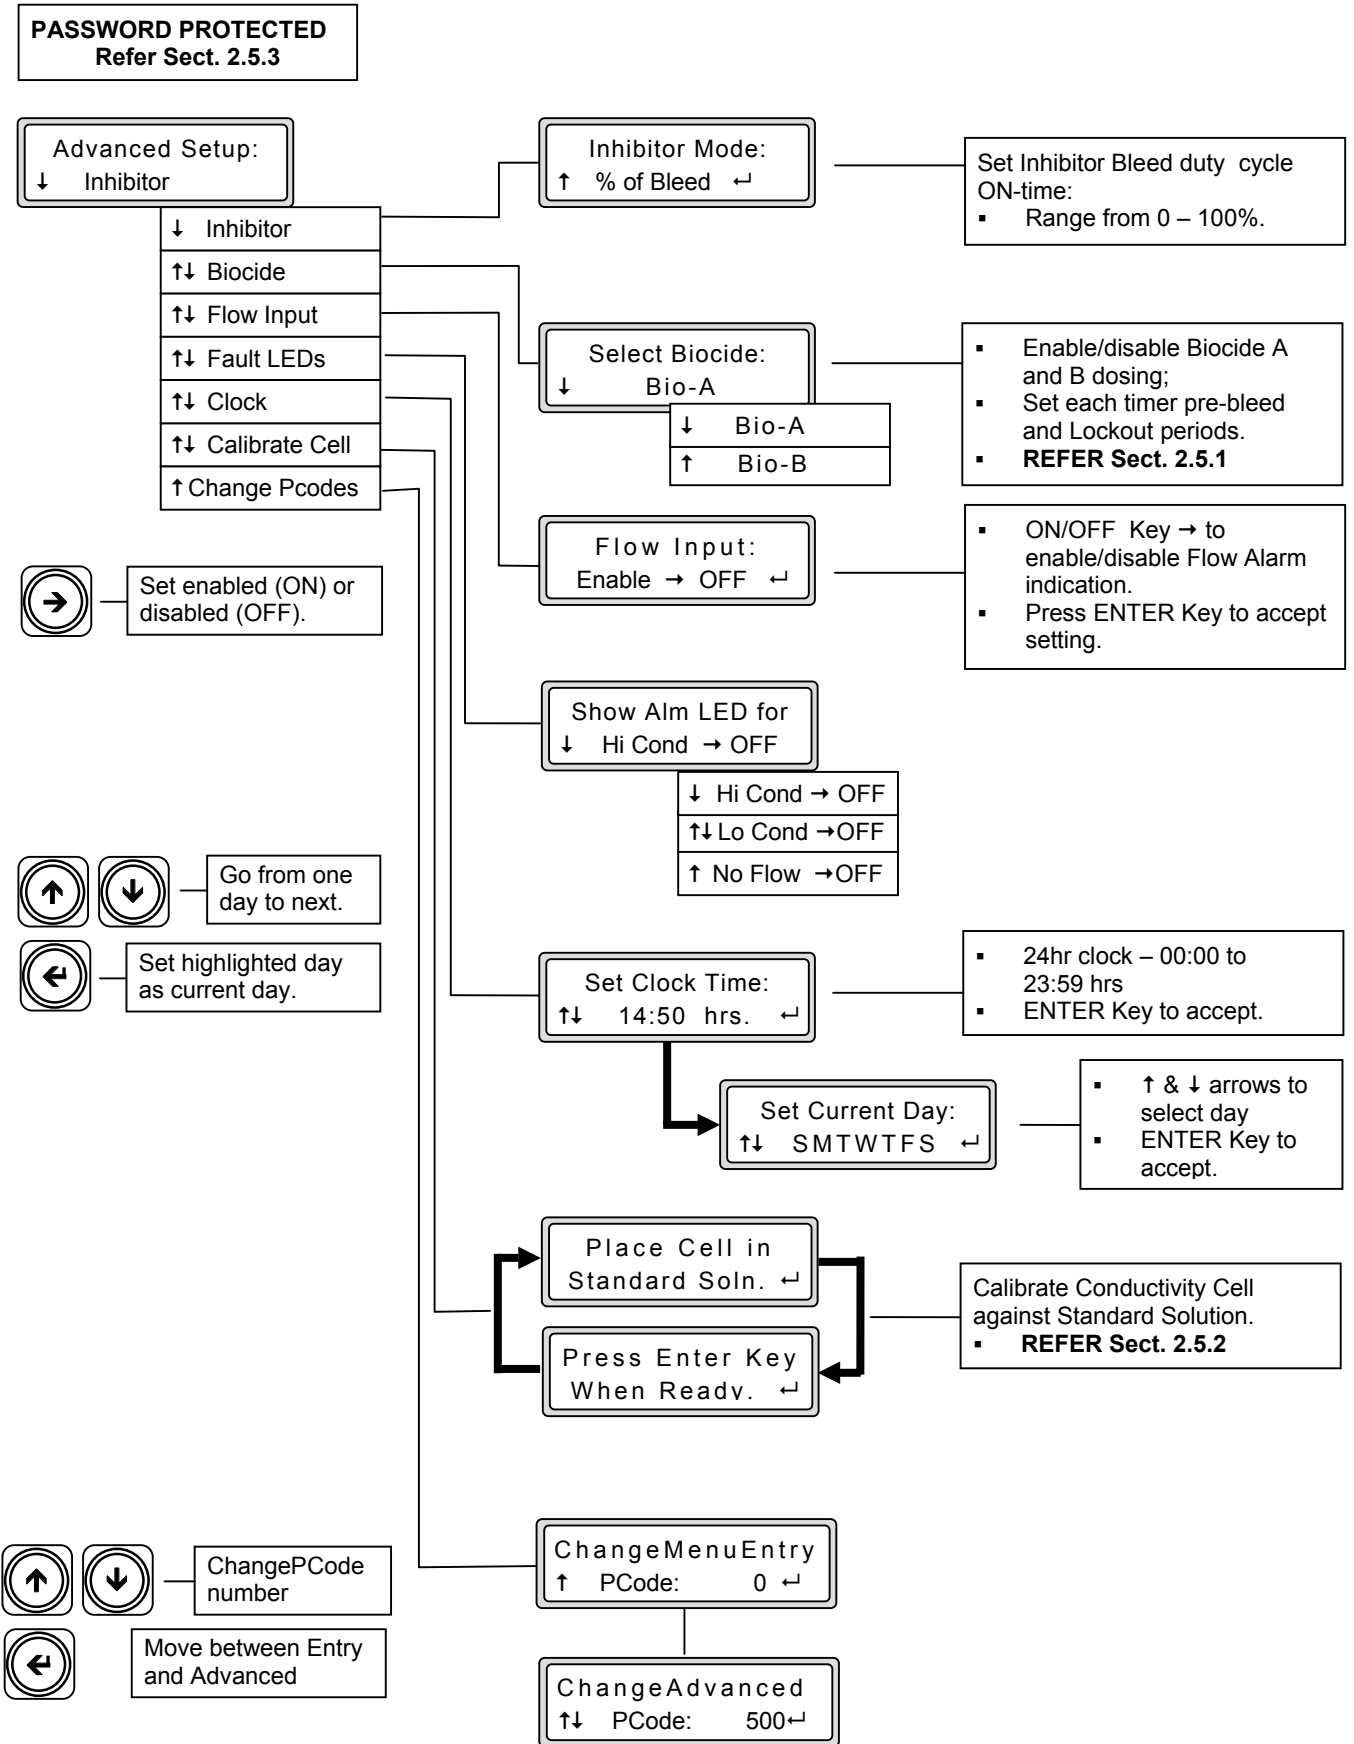 PASSWORD PROTECTED
Refer Sect. 2.5.3
Advanced Setup:
↓ Inhibitor
↓ Inhibitor
↑↓ Biocide
↑↓ Flow Input
↑↓ Fault LEDs
↑↓ Clock
↑↓ Calibrate Cell
↑ Change Pcodes
Inhibitor Mode:
↑ % of Bleed ↵
Set Inhibitor Bleed duty cycle
ON-time:
▪ Range from 0 – 100%.
Select Biocide:
↓ Bio-A
↓ Bio-A
↑ Bio-B
▪ Enable/disable Biocide A
and B dosing;
▪ Set each timer pre-bleed
and Lockout periods.
▪ REFER Sect. 2.5.1
Flow Input:
Enable → OFF ↵
▪ ON/OFF Key → to
enable/disable Flow Alarm
indication.
▪ Press ENTER Key to accept
setting.
→
Set enabled (ON) or
disabled (OFF).
Show Alm LED for
↓ Hi Cond → OFF
↓ Hi Cond → OFF
↑↓ Lo Cond →OFF
↑ No Flow →OFF
↑ ↓
Go from one
day to next.
↵
Set highlighted day
as current day.
Set Clock Time:
↑↓ 14:50 hrs. ↵
▪ 24hr clock – 00:00 to
23:59 hrs
▪ ENTER Key to accept.
Set Current Day:
↑↓ SMTWTFS ↵
▪ ↑ & ↓ arrows to
select day
▪ ENTER Key to
accept.
Place Cell in
Standard Soln. ↵
Press Enter Key
When Readv. ↵
Calibrate Conductivity Cell
against Standard Solution.
▪ REFER Sect. 2.5.2
ChangeMenuEntry
↑ PCode: 0 ↵
ChangeAdvanced
↑↓ PCode: 500↵
↑ ↓
ChangePCode
number
↵
Move between Entry
and Advanced